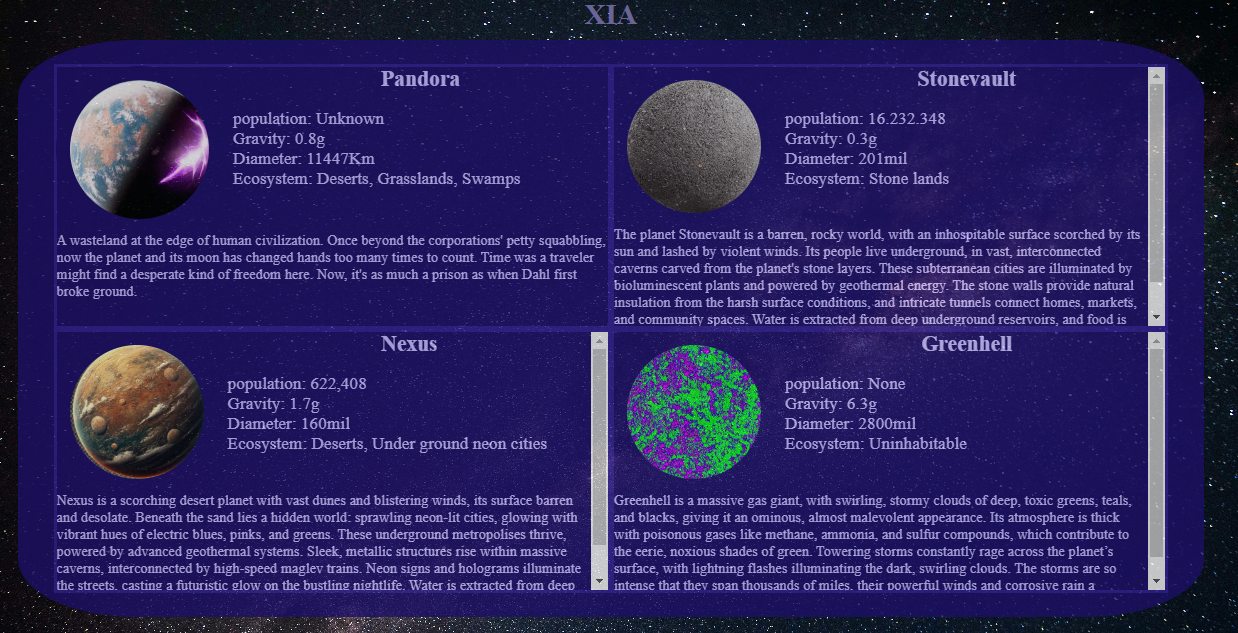 XIA
Pandora
population: Unknown
Gravity: 0.8g
Diameter: 11447Km
Ecosystem: Deserts, Grasslands, Swamps
A wasteland at the edge of human civilization. Once beyond the corporations' petty squabbling,
now the planet and its moon has changed hands too many times to count. Time was a traveler
might find a desperate kind of freedom here. Now, it's as much a prison as when Dahl first
broke ground.
Stonevault
population: 16.232.348
Gravity: 0.3g
Diameter: 201mil
Ecosystem: Stone lands
The planet Stonevault is a barren, rocky world, with an inhospitable surface scorched by its
sun and lashed by violent winds. Its people live underground, in vast, interconnected
caverns carved from the planet's stone layers. These subterranean cities are illuminated by
bioluminescent plants and powered by geothermal energy. The stone walls provide natural
insulation from the harsh surface conditions, and intricate tunnels connect homes, markets,
and community spaces. Water is extracted from deep underground reservoirs, and food is
Nexus
population: 622,408
Gravity: 1.7g
Diameter: 160mil
Ecosystem: Deserts, Under ground neon cities
Nexus is a scorching desert planet with vast dunes and blistering winds, its surface barren
and desolate. Beneath the sand lies a hidden world: sprawling neon-lit cities, glowing with
vibrant hues of electric blues, pinks, and greens. These underground metropolises thrive,
powered by advanced geothermal systems. Sleek, metallic structures rise within massive
caverns, interconnected by high-speed maglev trains. Neon signs and holograms illuminate
the streets, casting a futuristic glow on the bustling nightlife. Water is extracted from deep
Greenhell
population: None
Gravity: 6.3g
Diameter: 2800mil
Ecosystem: Uninhabitable
Greenhell is a massive gas giant, with swirling, stormy clouds of deep, toxic greens, teals,
and blacks, giving it an ominous, almost malevolent appearance. Its atmosphere is thick
with poisonous gases like methane, ammonia, and sulfur compounds, which contribute to
the eerie, noxious shades of green. Towering storms constantly rage across the planet’s
surface, with lightning flashes illuminating the dark, swirling clouds. The storms are so
intense that they span thousands of miles, their powerful winds and corrosive rain a